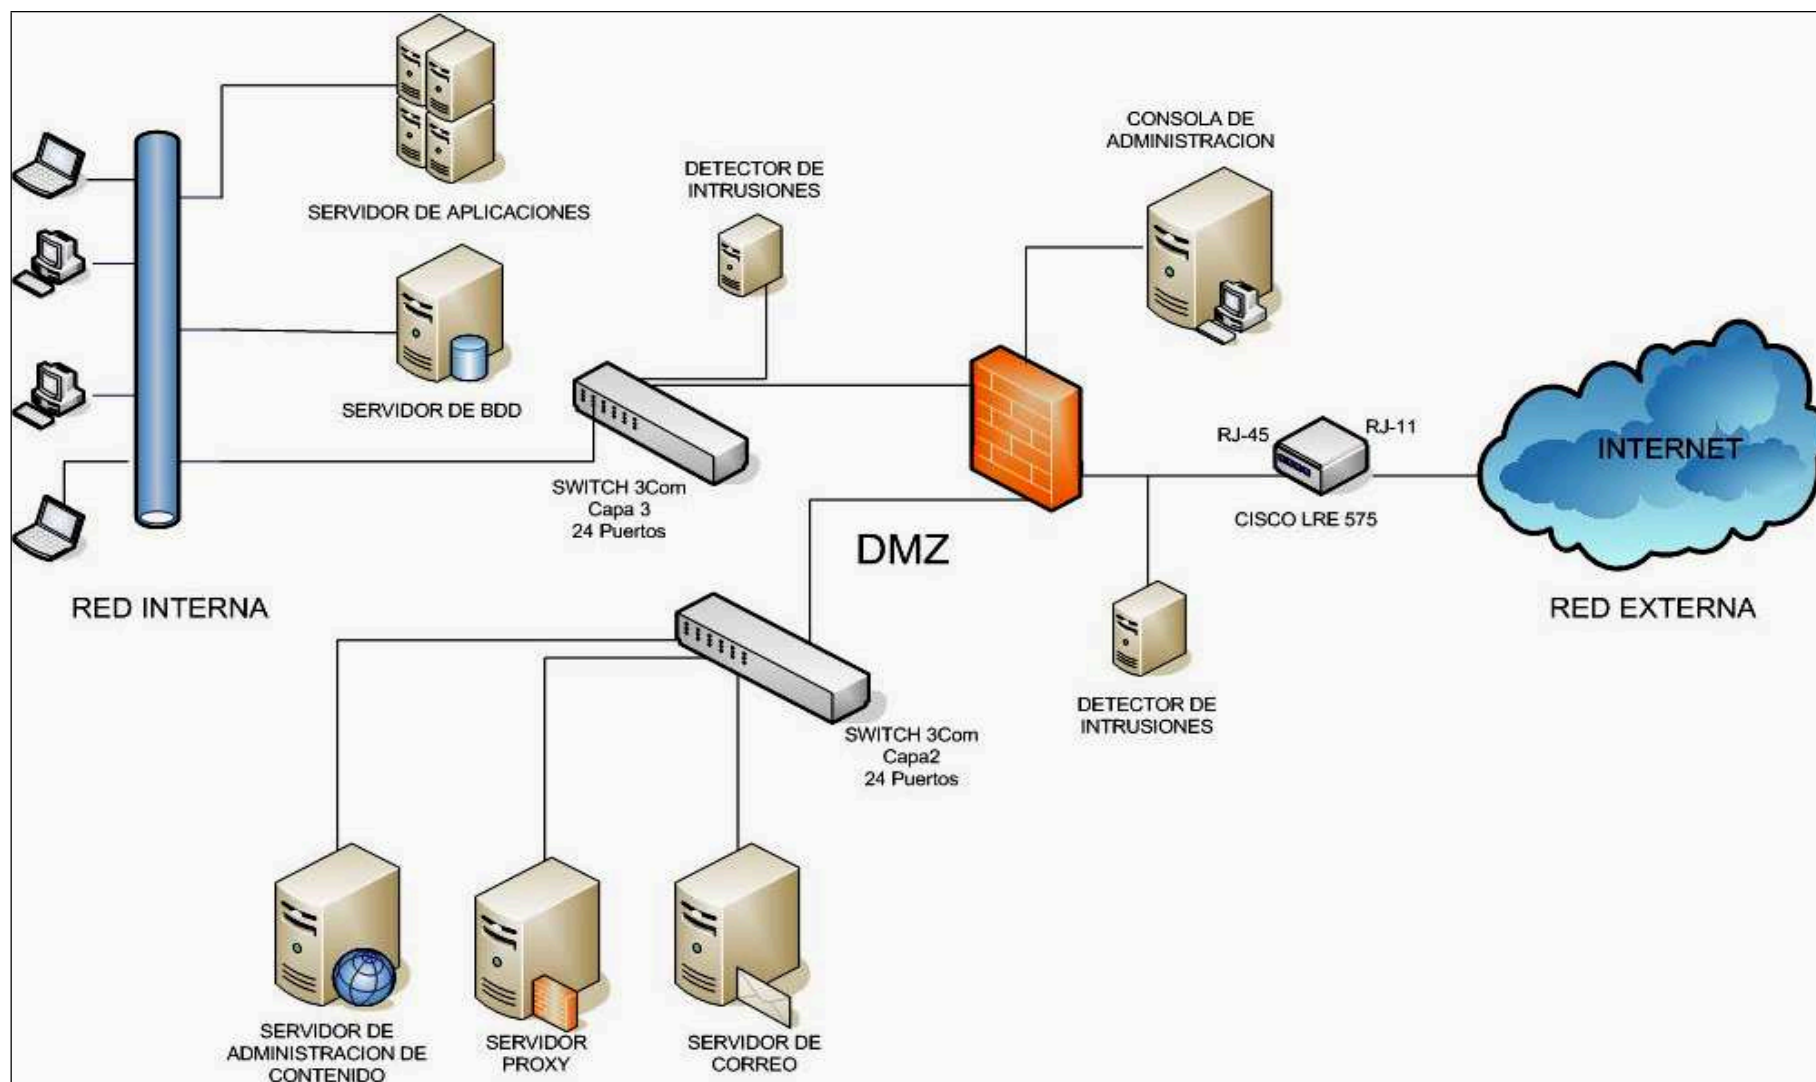 CONSOLA DE
ADMINISTRACION
DETECTOR DE
INTRUSIONES
SERVIDOR DE APLICACIONES
SERVIDOR DE BDD
RJ-45
RJ-11
INTERNET
SWITCH 3Com
Capa 3
24 Puertos
CISCO LRE 575
DMZ
RED INTERNA
RED EXTERNA
DETECTOR DE
INTRUSIONES
SWITCH 3Com
Capa2
24 Puertos
SERVIDOR DE
ADMINISTRACION DE
CONTENIDO
SERVIDOR
PROXY
SERVIDOR DE
CORREO